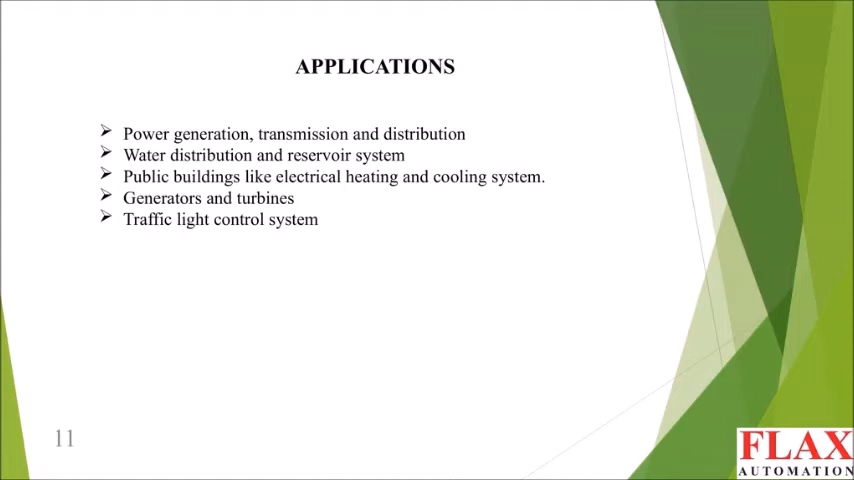 APPLICATIONS
Power generation, transmission and distribution
Water distribution and reservoir system
Public buildings like electrical heating and cooling system.
Generators and turbines
Traffic light control system
11
FLAX
AUTOMATION